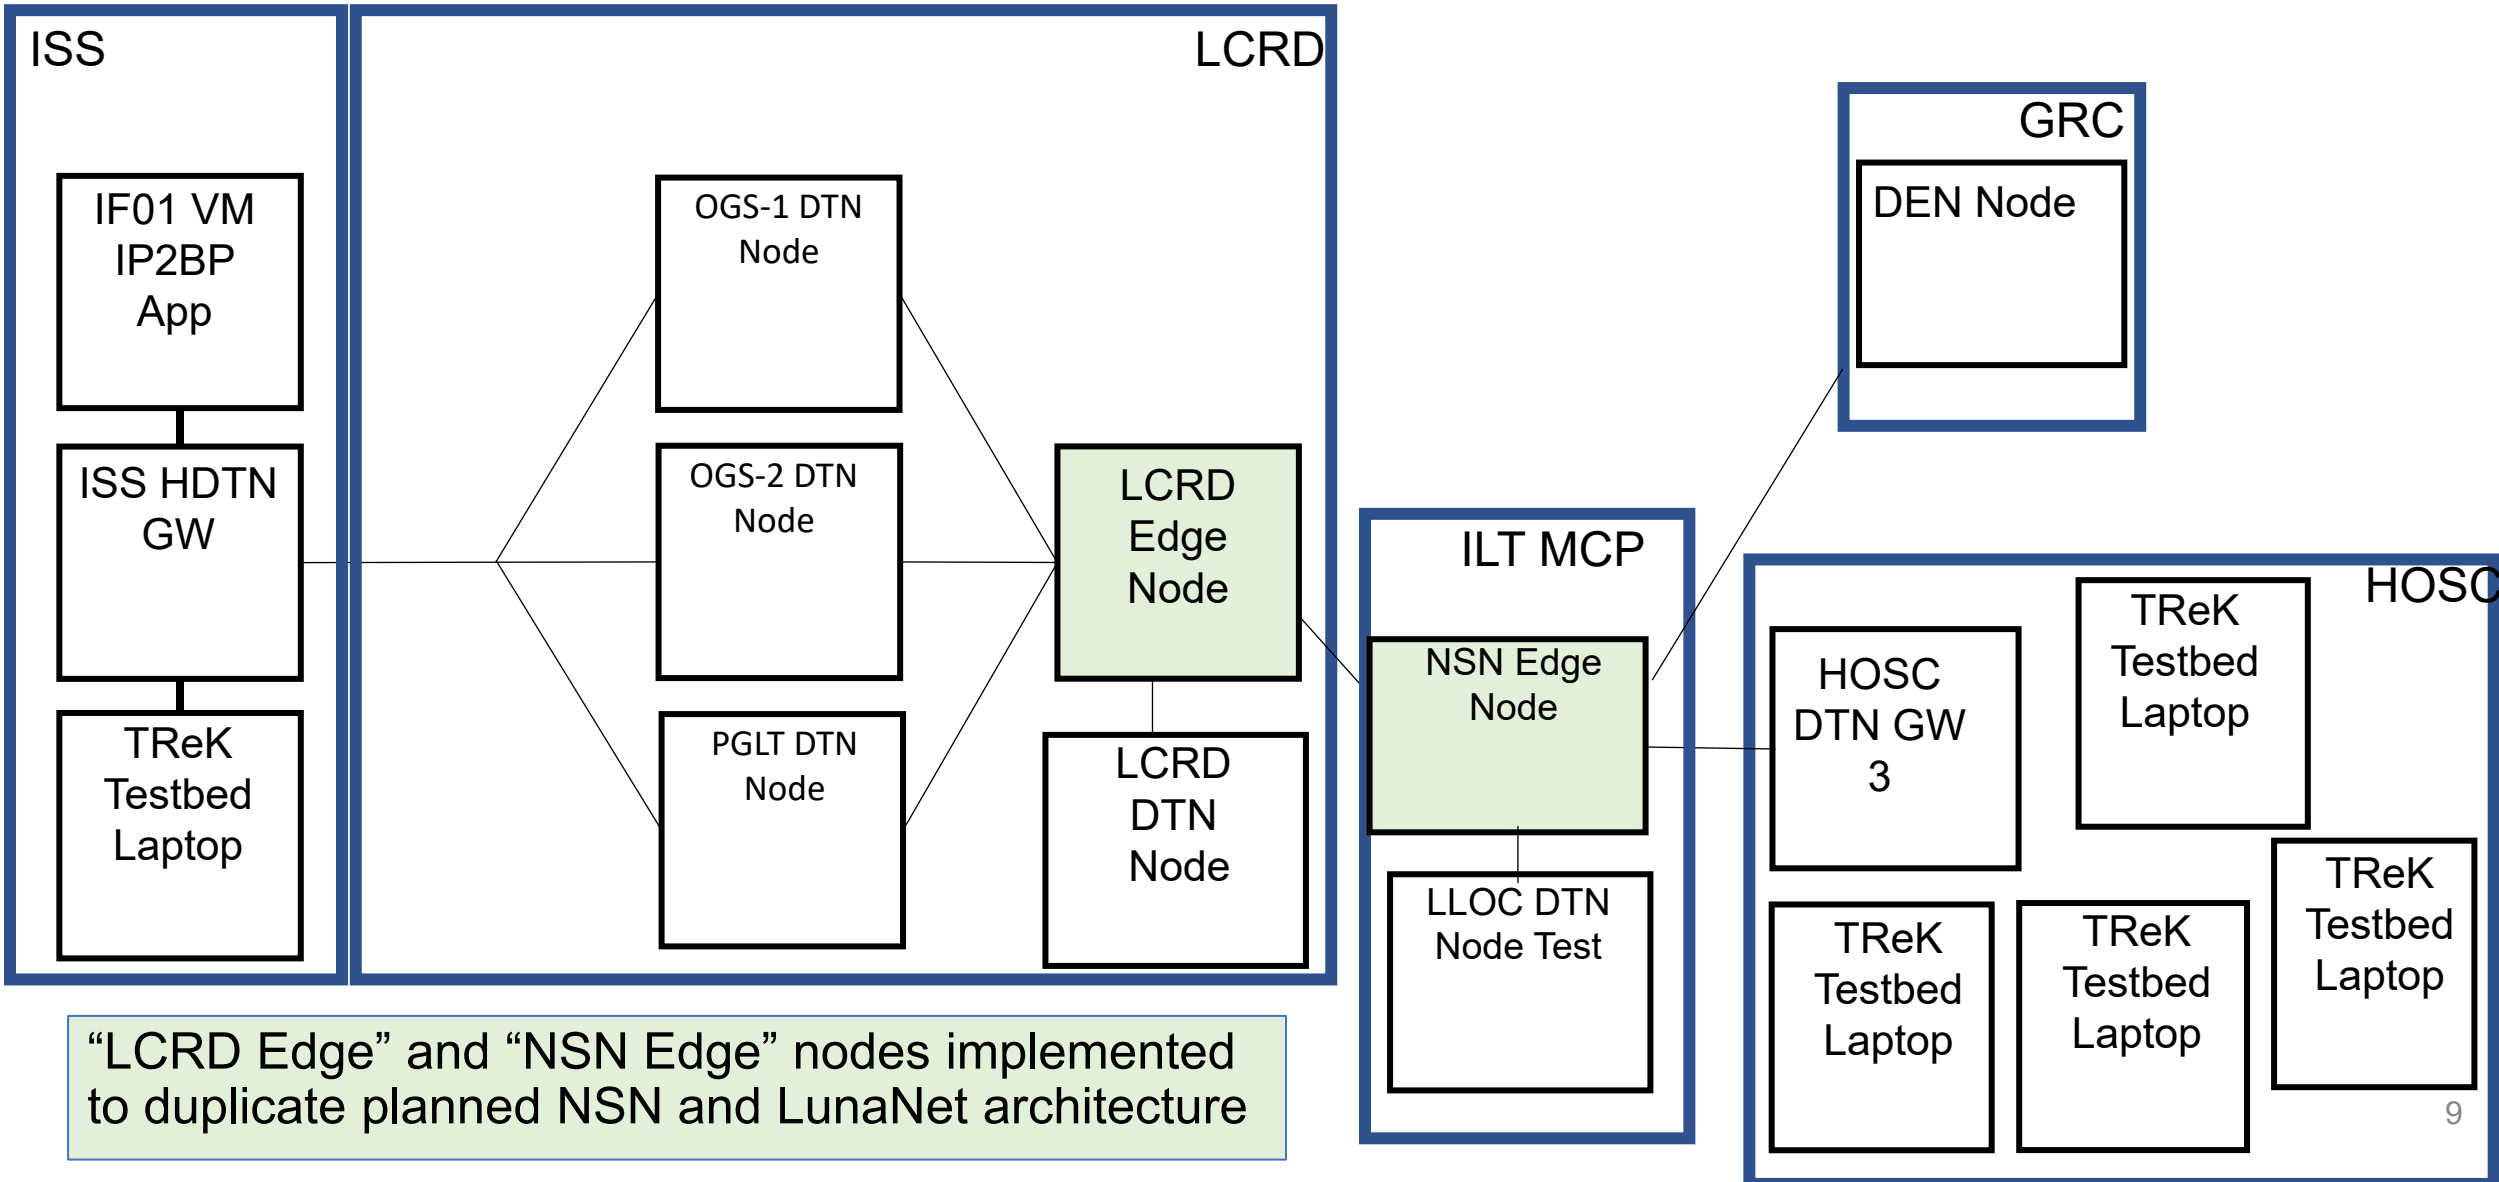 ISS
IF01 VM
IP2BP
App
ISS HDTN
GW
TReK
Testbed
Laptop
LCRD
OGS-1 DTN
Node
OGS-2 DTN
Node
PGLT DTN
Node
LCRD
Edge
Node
LCRD
DTN
Node
ILT MCP
NSN Edge
Node
LLOC DTN
Node Test
GRC
DEN Node
HOSC
HOSC
DTN GW
3
TReK
Testbed
Laptop
TReK
Testbed
Laptop
TReK
Testbed
Laptop
TReK
Testbed
Laptop
“LCRD Edge” and “NSN Edge” nodes implemented
to duplicate planned NSN and LunaNet architecture
9